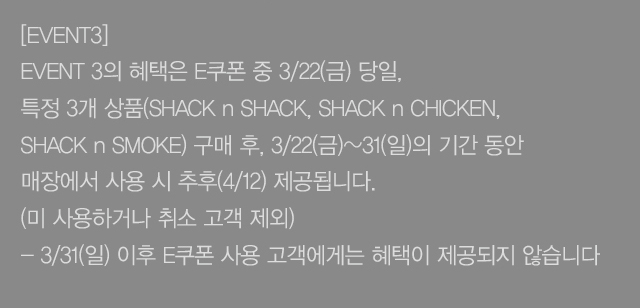 [EVENT3]
EVENT 3의 혜택은 E쿠폰 중 3/22(금) 당일,
특정 3개 상품(SHACK n SHACK, SHACK n CHICKEN,
SHACK n SMOKE) 구매 후, 3/22(금)~31(일)의 기간 동안
매장에서 사용 시 추후(4/12) 제공됩니다.
(미 사용하거나 취소 고객 제외)
- 3/31(일) 이후 E쿠폰 사용 고객에게는 혜택이 제공되지 않습니다